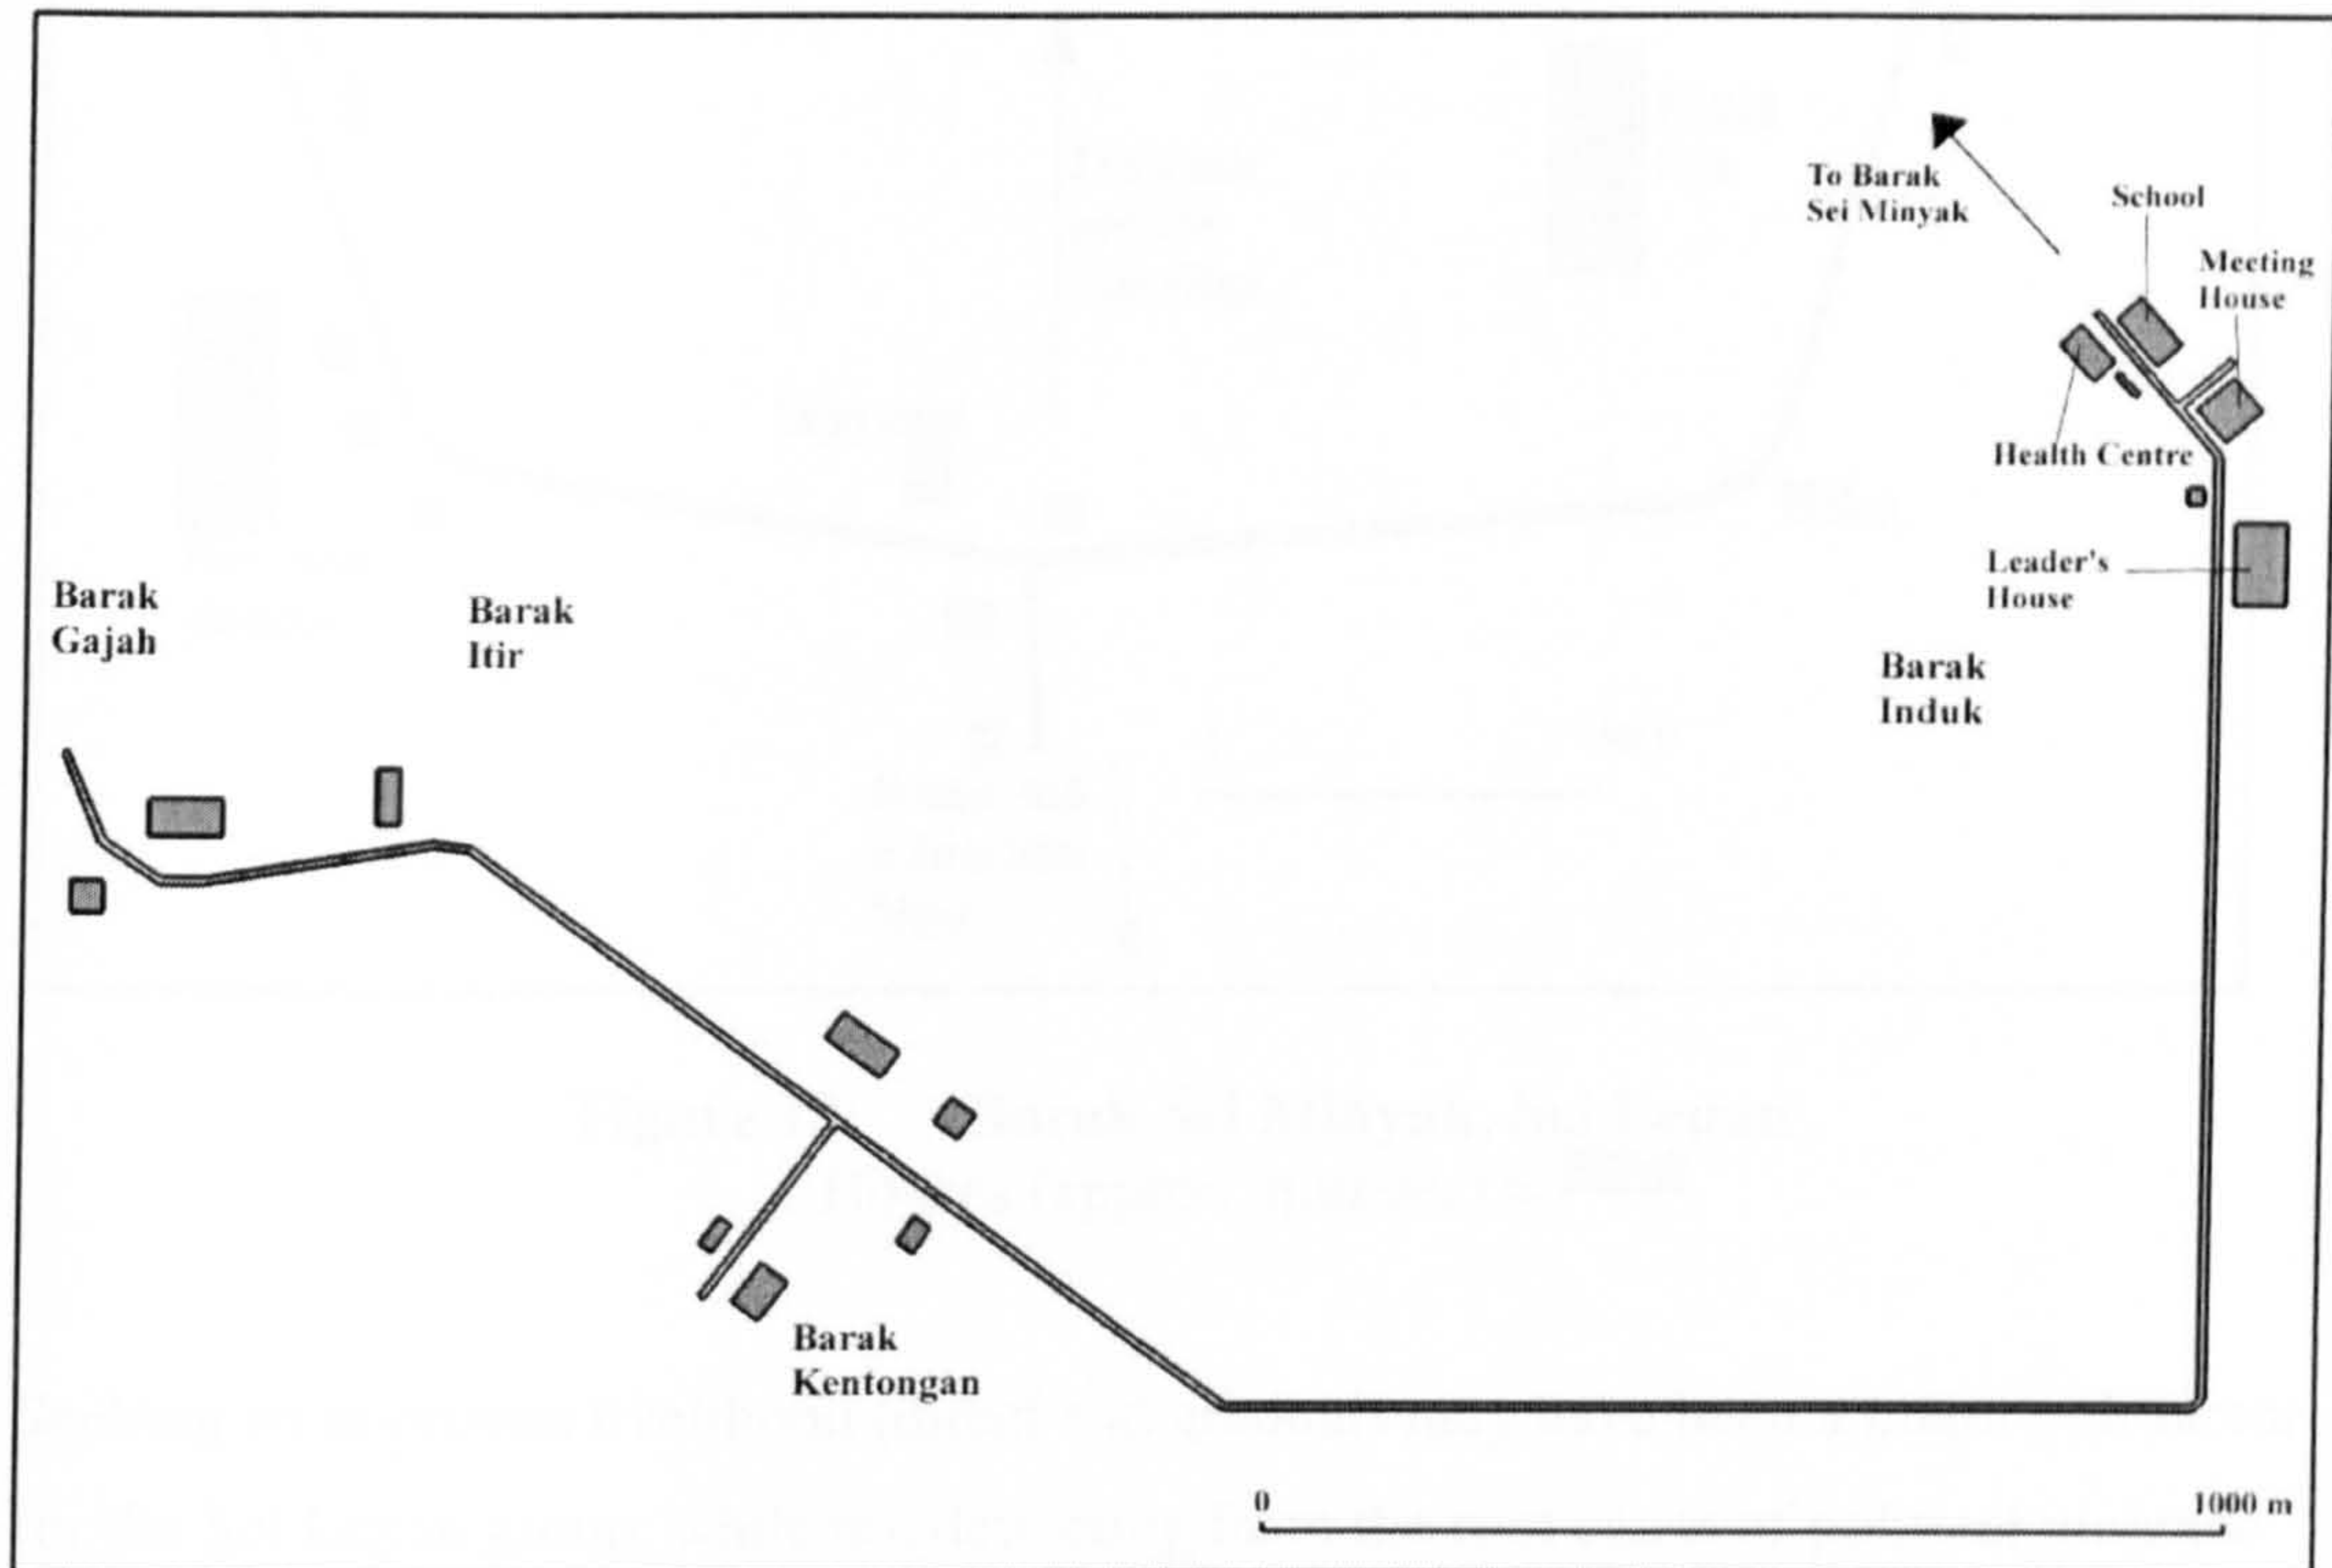 To Barak
Sei Minyak
School
Meeting
House
Health Centre
Leader's
House
Barak
Gajah
Barak
Itir
Barak
Induk
Barak
Kentongan
0
1000 m